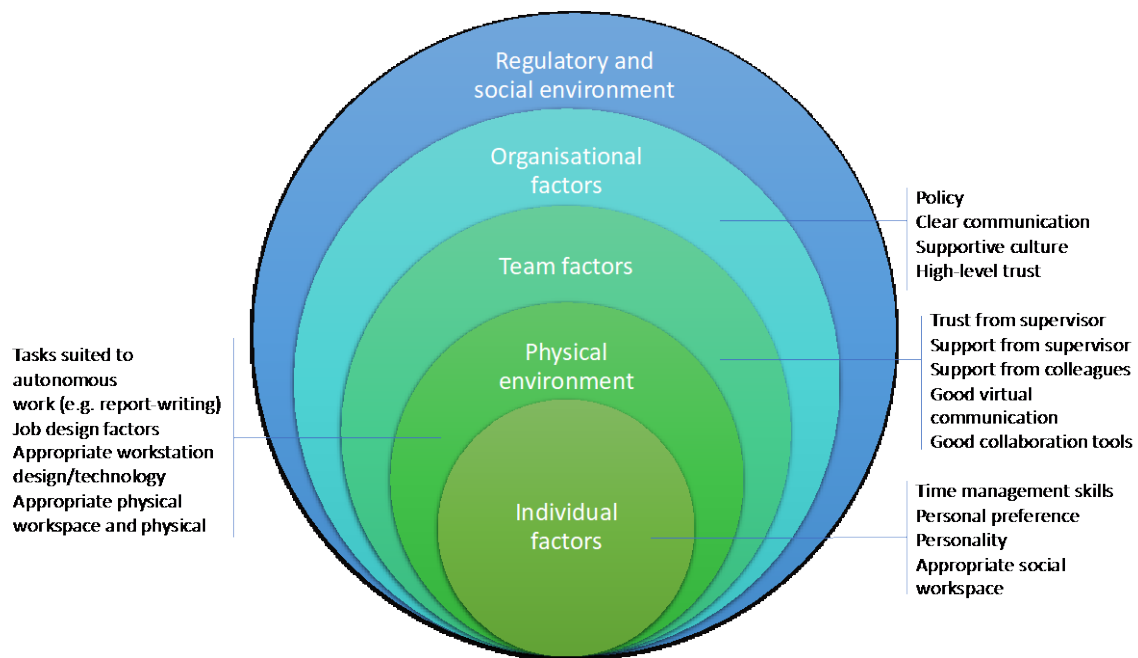 Regulatory and
social environment
Organisational
factors
Team factors
Physical
environment
Individual
factors
Policy
Clear communication
Supportive culture
High-level trust
Trust from supervisor
Support from supervisor
Support from colleagues
Good virtual
communication
Good collaboration tools
Tasks suited to
autonomous
work (e.g. report-writing)
Job design factors
Appropriate workstation
design/technology
Appropriate physical
workspace and physical
Time management skills
Personal preference
Personality
Appropriate social
workspace